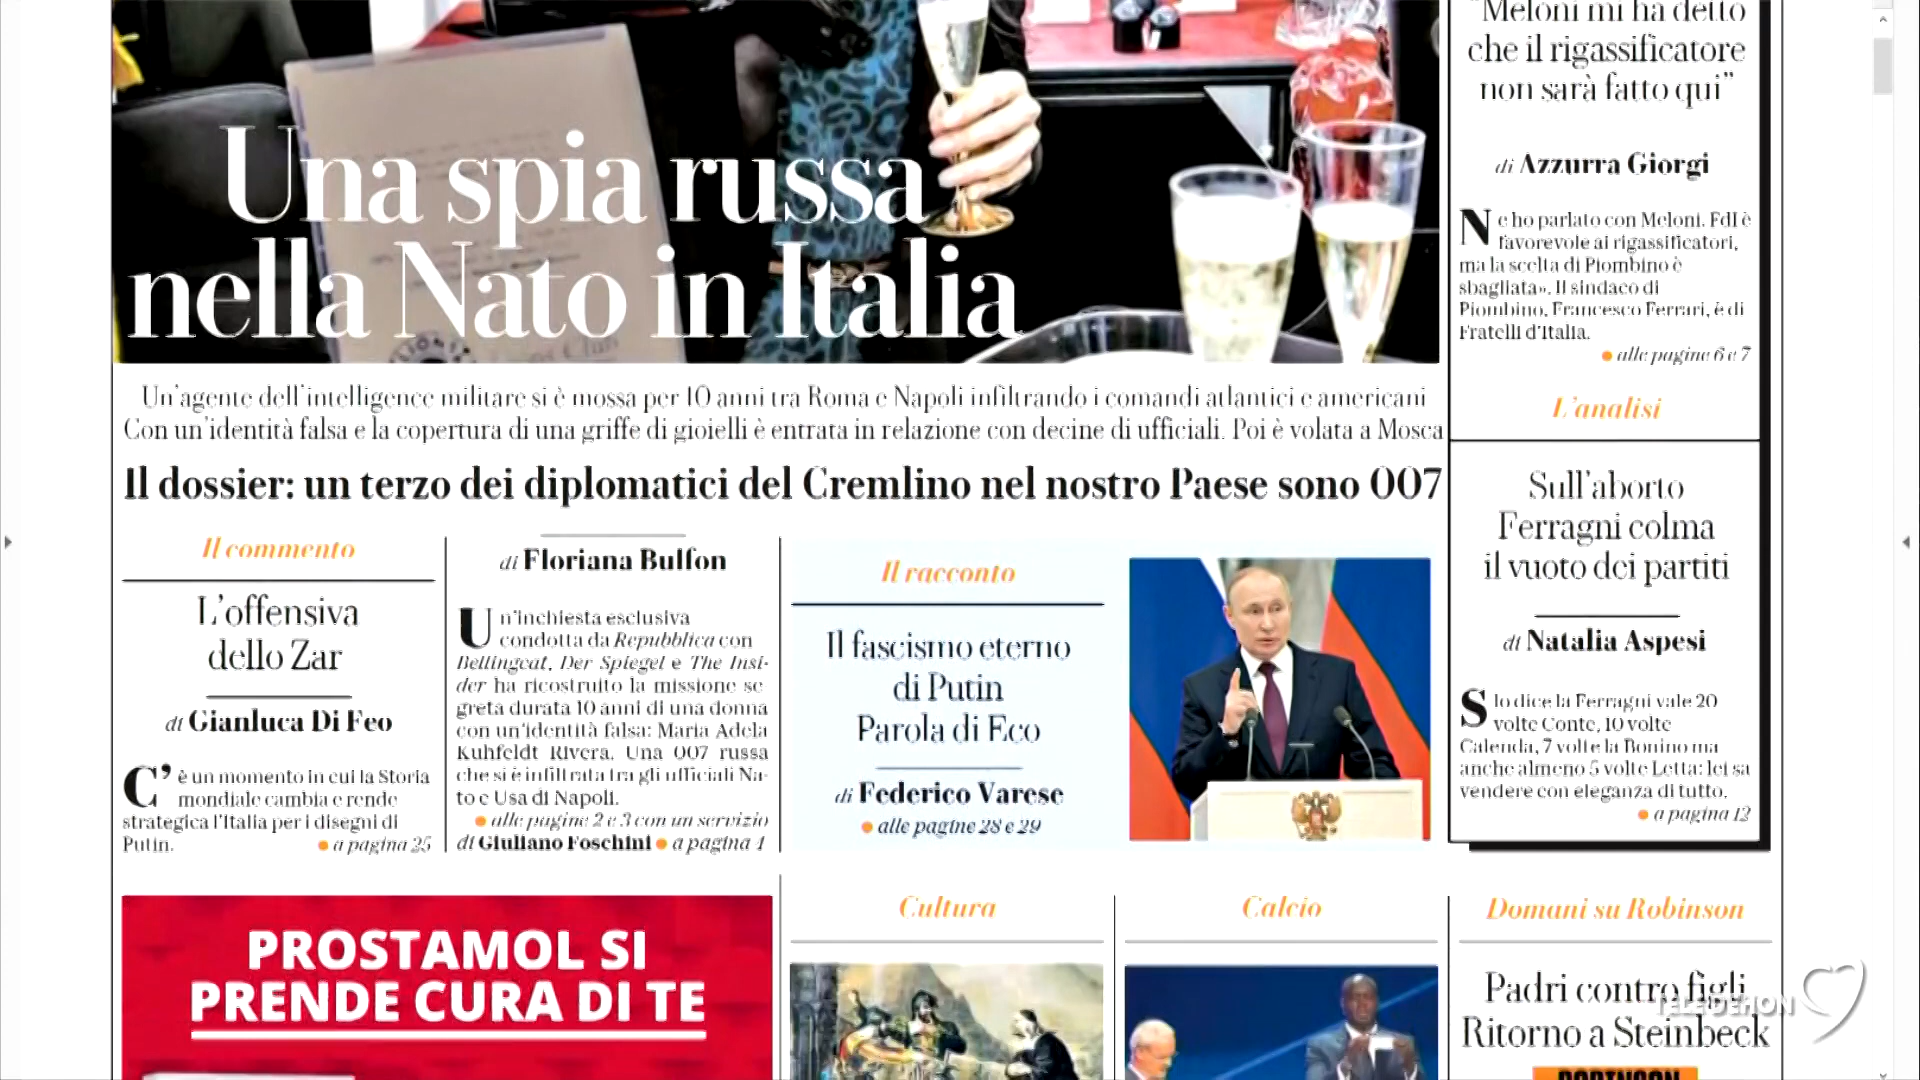 Una spia russa
nella Nato in Italia
Un'agente dell'intelligence militare si è mossa per 10 anni tra Roma e Napoli infiltrando i comandi atlantici e americani
Con un'identità falsa e la copertura di una griffe di gioielli è entrata in relazione con decine di ufficiali. Poi è volata a Mosca
Il dossier: un terzo dei diplomatici del Cremlino nel nostro Paese sono 007
Il commento
L'offensiva
dello Zar
di Gianluca Di Feo
C'è un momento in cui la Storia
mondiale cambia e rende
strategica l'Italia per i disegni di
Putin.
● a pagina 25
di Floriana Bulfon
Un'inchiesta esclusiva
condotta da Repubblica con
Bellingcat, Der Spiegel e The Insi-
der ha ricostruito la missione se-
greta durata 10 anni di una donna
con un'identità falsa: Maria Adela
Kuhfeldt Rivera. Una 007 russa
che si è infiltrata tra gli ufficiali Na-
to e Usa di Napoli.
● alle pagine 2 e 3 con un servizio
di Giuliano Foschini ● a pagina 4
Il racconto
Il fascismo eterno
di Putin
Parola di Eco
di Federico Varese
● alle pagine 28 e 29
"Meloni mi ha detto
che il rigassificatore
non sarà fatto qui"
di Azzurra Giorgi
Ne ho parlato con Meloni. FdI è
favorevole ai rigassificatori,
ma la scelta di Piombino è
sbagliata». Il sindaco di
Piombino, Francesco Ferrari, è di
Fratelli d'Italia.
● alle pagine 6 e 7
L'analisi
Sull'aborto
Ferragni colma
il vuoto dei partiti
di Natalia Aspesi
Slo dice la Ferragni vale 20
volte Conte, 10 volte
Calenda, 7 volte la Bonino ma
anche almeno 5 volte Letta: lei sa
vendere con eleganza di tutto.
● a pagina 12
PROSTAMOL SI
PRENDE CURA DI TE
Cultura
Calcio
Domani su Robinson
Padri contro figli
Ritorno a Steinbeck
ROBINSON
TELEDEHON